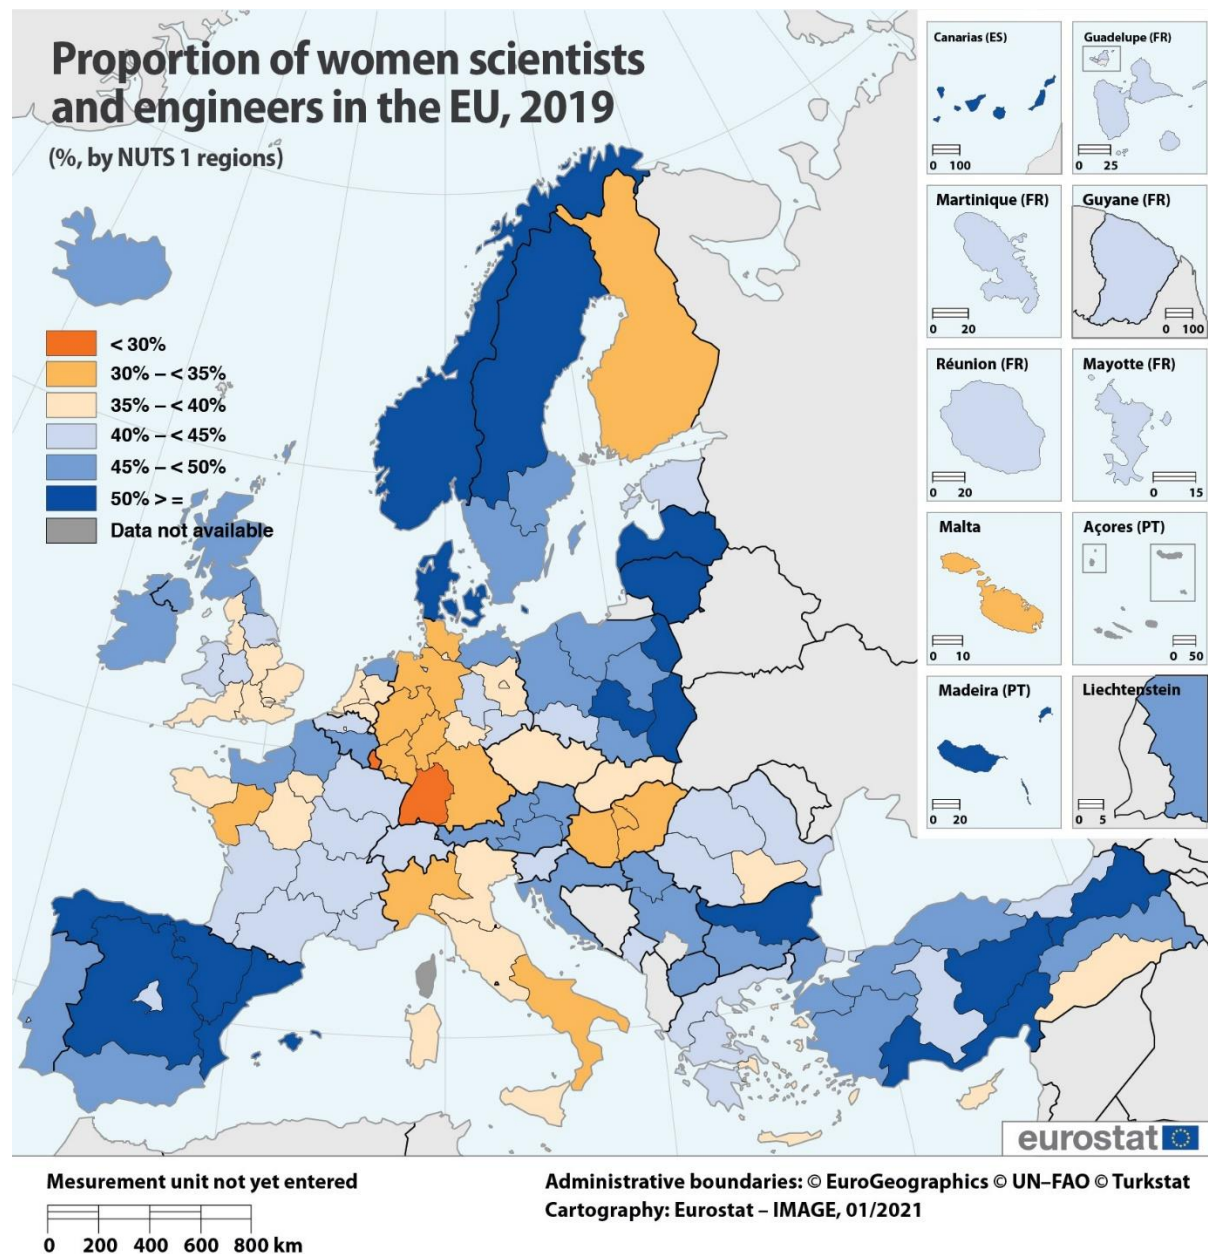 Proportion of women scientists
and engineers in the EU, 2019
(%, by NUTS 1 regions)
< 30%
30% – < 35%
35% – < 40%
40% – < 45%
45% – < 50%
50% > =
Data not available
Canarias (ES)
0 100
Guadelupe (FR)
0 25
Martinique (FR)
0 20
Guyane (FR)
0 100
Réunion (FR)
0 20
Mayotte (FR)
0 15
Malta
0 10
Açores (PT)
0 50
Madeira (PT)
0 20
Liechtenstein
0 5
eurostat
Mesurement unit not yet entered
0 200 400 600 800 km
Administrative boundaries: © EuroGeographics © UN–FAO © Turkstat
Cartography: Eurostat – IMAGE, 01/2021